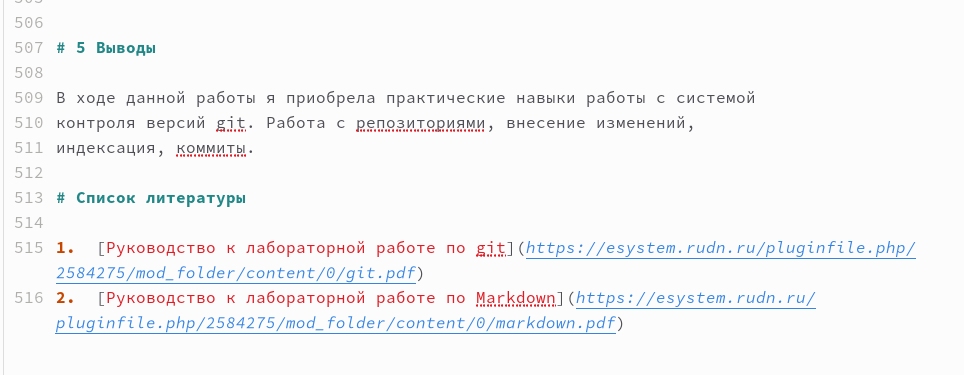 506
507 # 5 Выводы
508
509 В ходе данной работы я приобрела практические навыки работы с системой
510 контроля версий git. Работа с репозиториями, внесение изменений,
511 индексация, коммиты.
512
513 # Список литературы
514
515 1.  [Руководство к лабораторной работе по git](https://esystem.rudn.ru/pluginfile.php/
2584275/mod_folder/content/0/git.pdf)
516 2.  [Руководство к лабораторной работе по Markdown](https://esystem.rudn.ru/
pluginfile.php/2584275/mod_folder/content/0/markdown.pdf)